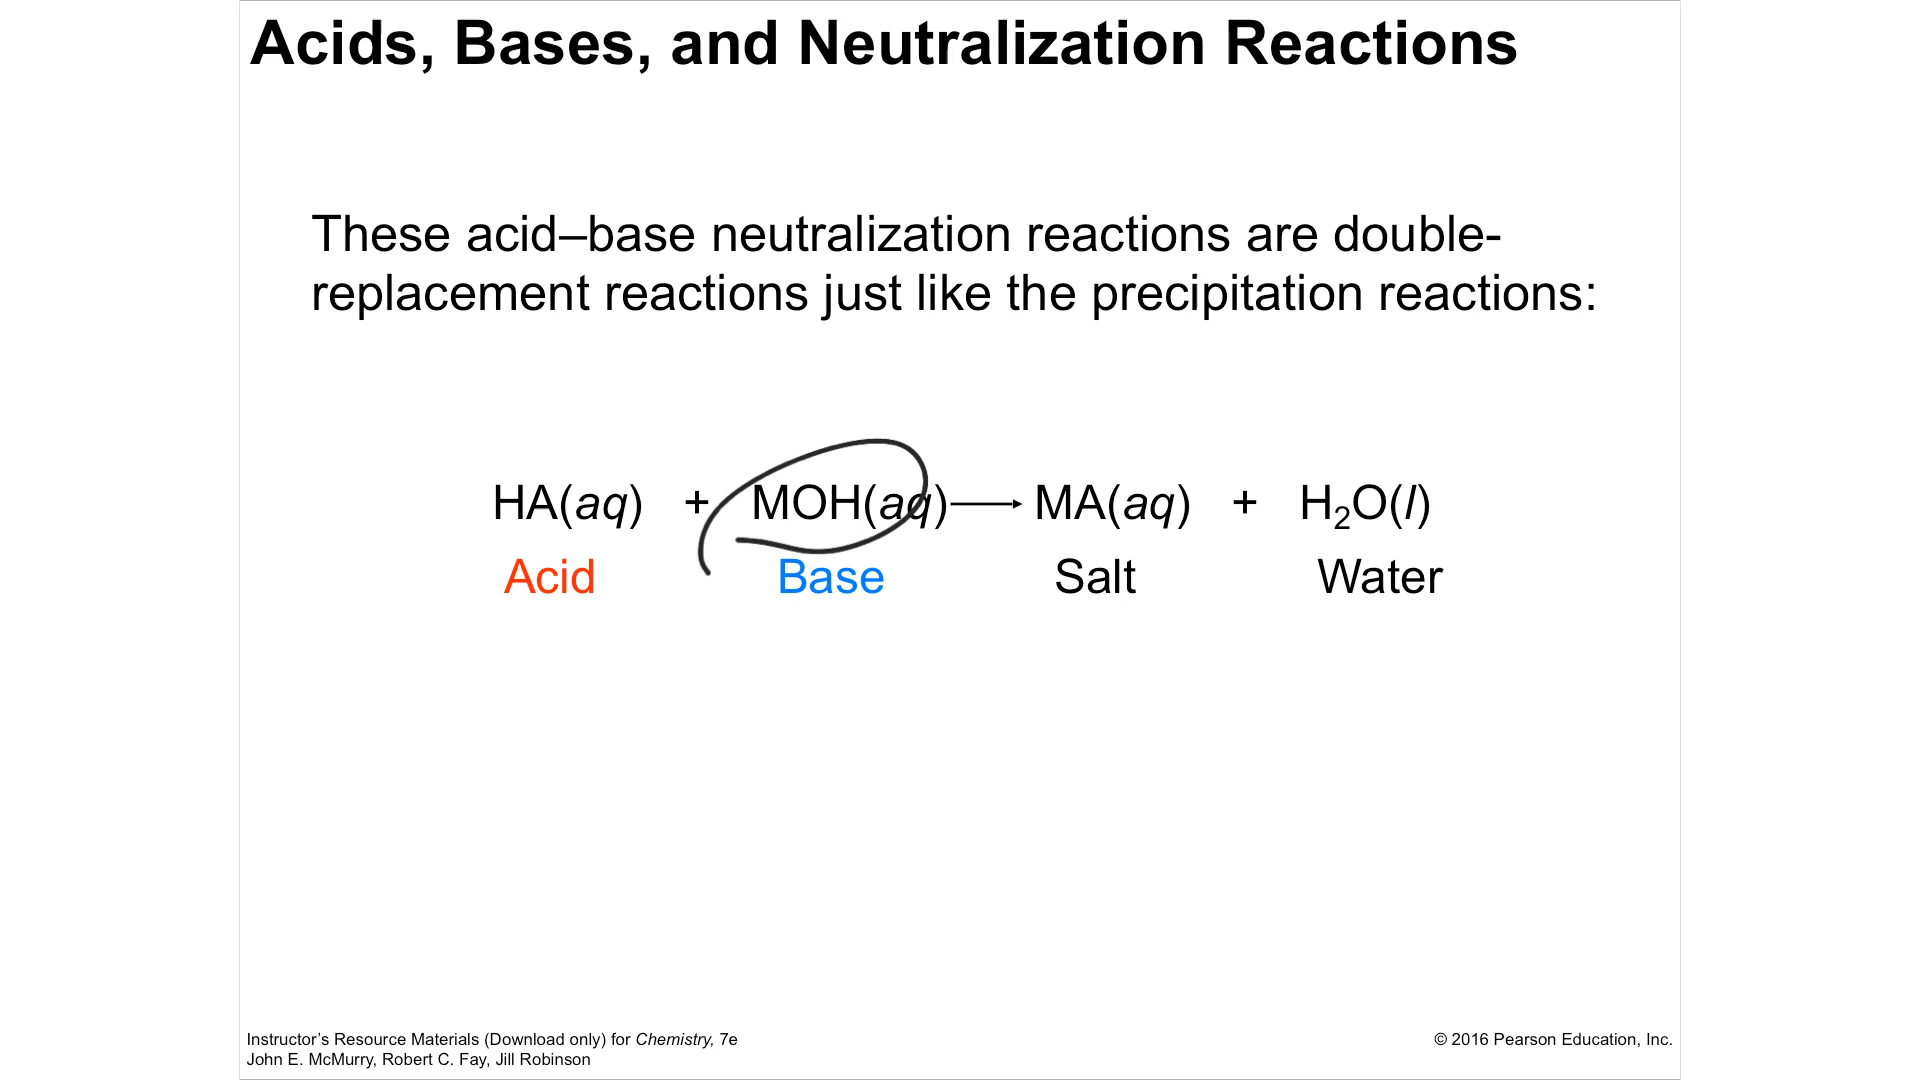 Acids, Bases, and Neutralization Reactions
These acid–base neutralization reactions are double-
replacement reactions just like the precipitation reactions:
HA(aq) + MOH(aq) ⟶ MA(aq) + H₂O(l)
Acid Base Salt Water
Instructor’s Resource Materials (Download only) for Chemistry, 7e
John E. McMurry, Robert C. Fay, Jill Robinson
© 2016 Pearson Education, Inc.